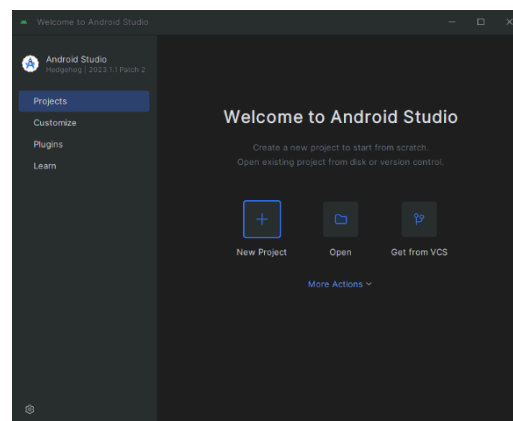 Welcome to Android Studio
Android Studio
Hedgehog | 2023.1.1 Patch 2
Projects
Customize
Plugins
Learn
Welcome to Android Studio
Create a new project to start from scratch.
Open existing project from disk or version control.
New Project
Open
Get from VCS
More Actions